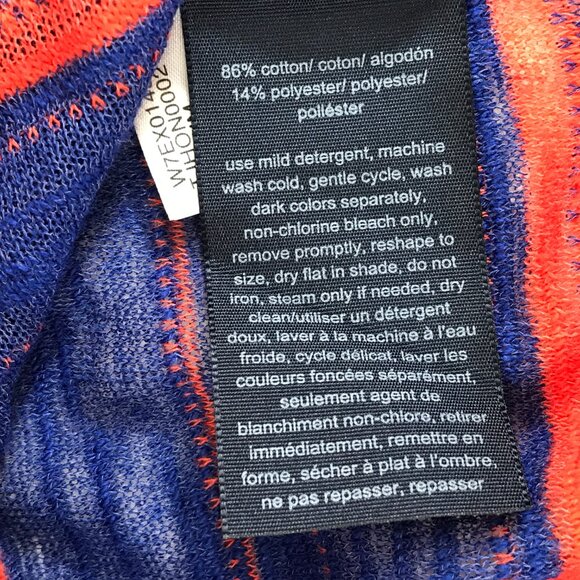 86% cotton/ coton/ algodón
14% polyester/ polyester/
poliéster
use mild detergent, machine
wash cold, gentle cycle, wash
dark colors separately,
non-chlorine bleach only,
remove promptly, reshape to
size, dry flat in shade, do not
iron, steam only if needed, dry
clean/utiliser un détergent
doux, laver à la machine à l'eau
froide, cycle délicat, laver les
couleurs foncées séparément,
seulement agent de
blanchiment non-chlore, retirer
immédiatement, remettre en
forme, sécher à plat à l'ombre,
ne pas repasser, repasser
W7EX014
HON0002